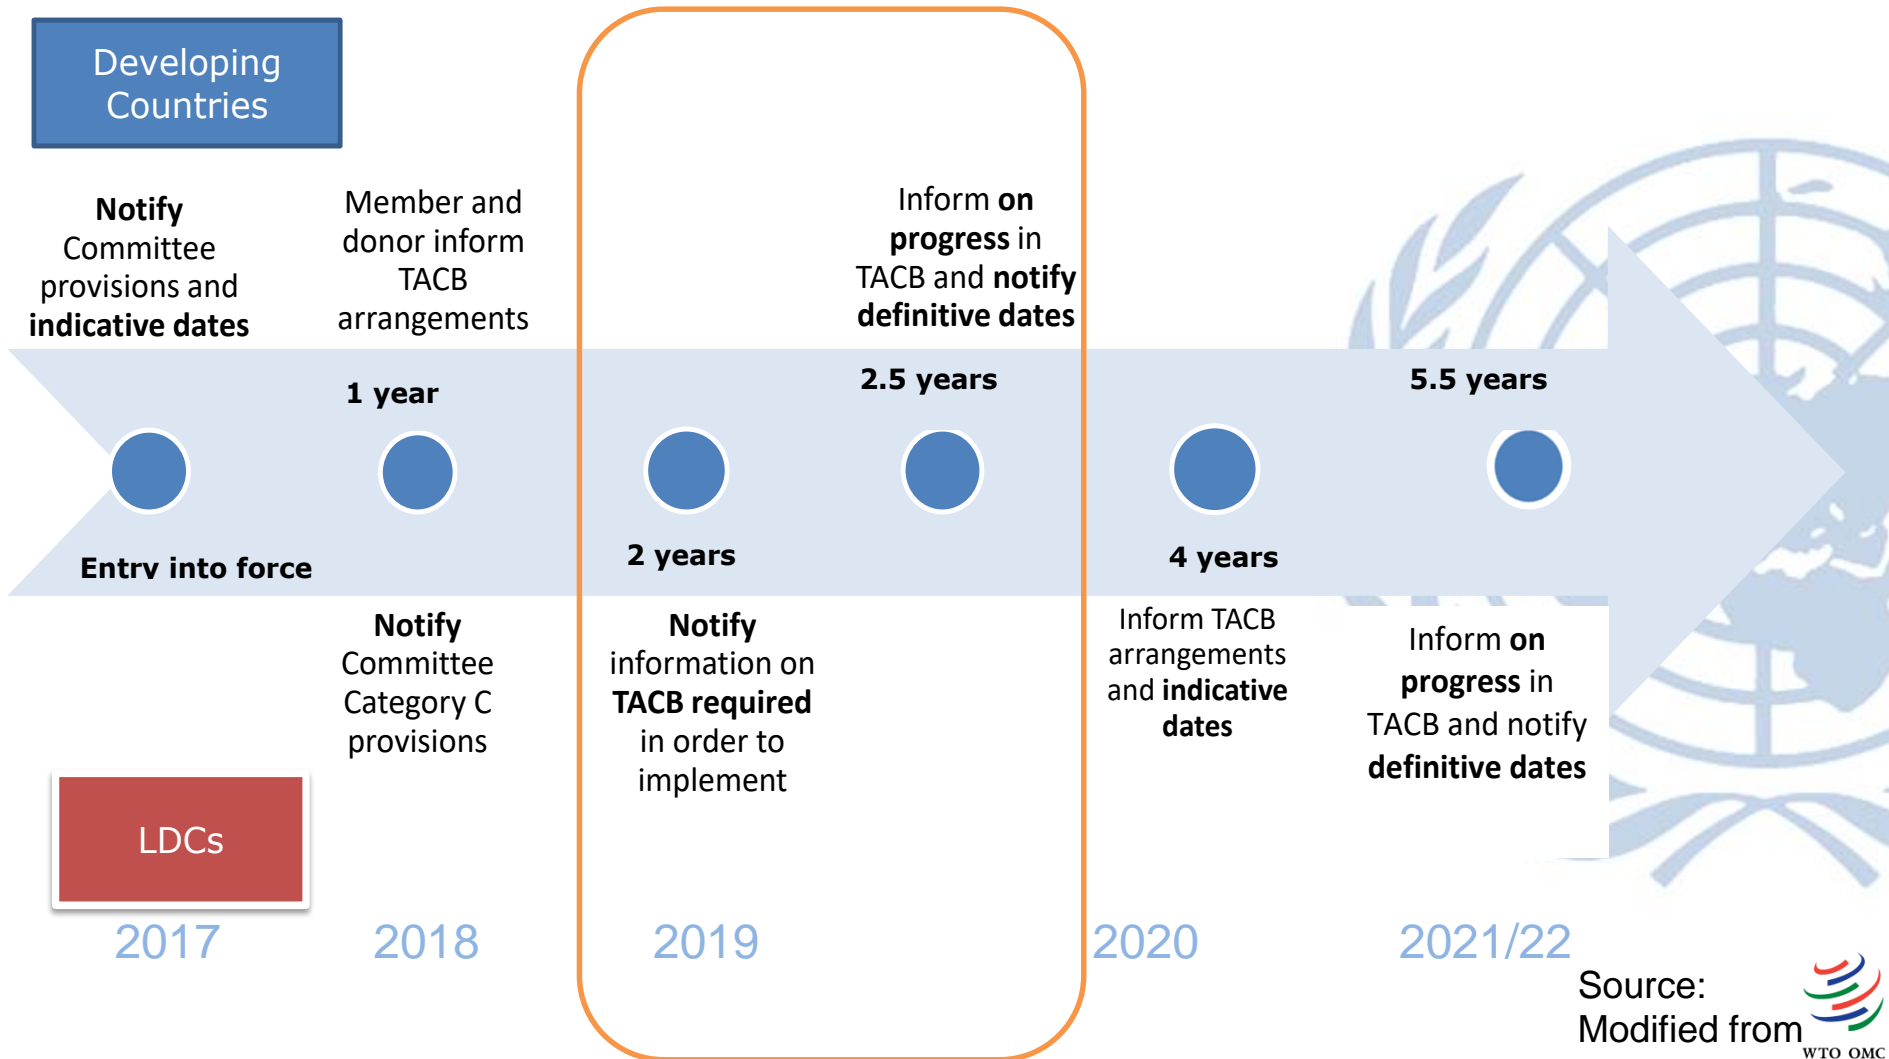 Developing
Countries
Notify
Committee
provisions and
indicative dates
Member and
donor inform
TACB
arrangements
Inform on
progress in
TACB and notify
definitive dates
1 year
2.5 years
5.5 years
Entry into force
2 years
4 years
Notify
Committee
Category C
provisions
Notify
information on
TACB required
in order to
implement
Inform TACB
arrangements
and indicative
dates
Inform on
progress in
TACB and notify
definitive dates
LDCs
2017
2018
2019
2020
2021/22
Source:
Modified from
WTO OMC